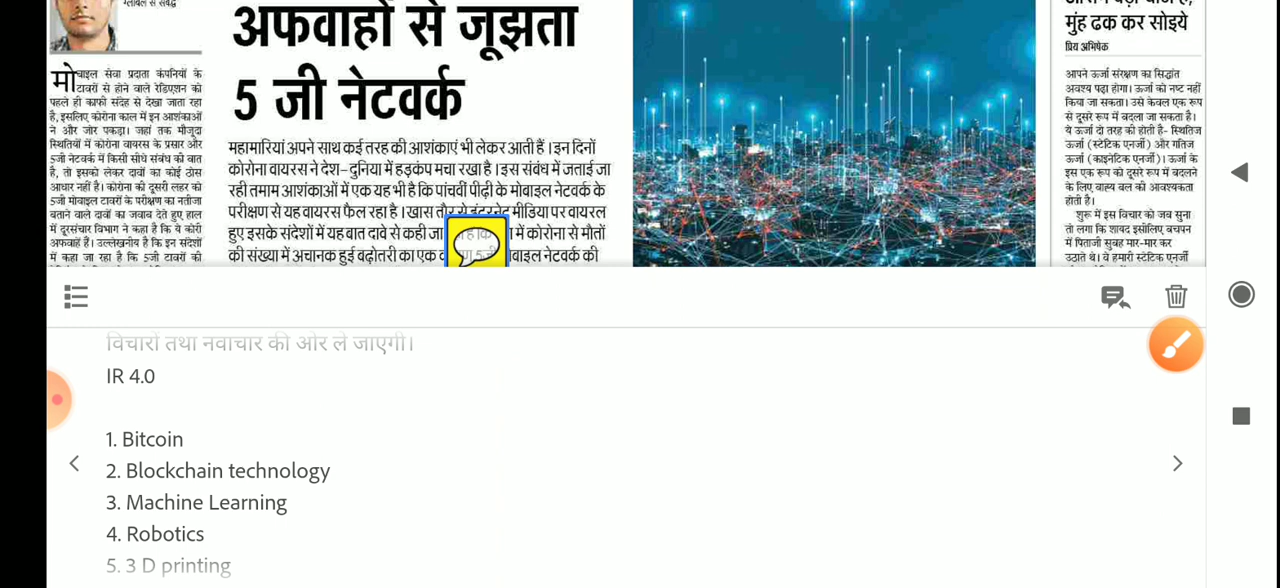 ग्लोबल से संबद्ध
अफवाहों से जूझता
5 जी नेटवर्क
मोबाइल सेवा प्रदाता कंपनियों के
टावरों से होने वाले रेडिएशन को
पहले ही काफी संदेह से देखा जाता रहा
है, इसलिए कोरोना काल में इन आशंकाओं
ने और जोर पकड़ा। जहां तक मौजूदा
स्थितियों में कोरोना वायरस के प्रसार और
5जी नेटवर्क में किसी सीधे संबंध की बात
है, तो इसको लेकर दावों का कोई ठोस
आधार नहीं है। कोरोना की दूसरी लहर को
5जी मोबाइल टावरों के परीक्षण का नतीजा
बताने वाले दावों का जवाब देते हुए हाल
में दूरसंचार विभाग ने कहा है कि ये कोरी
अफवाहें हैं। उल्लेखनीय है कि इन संदेशों
में कहा जा रहा है कि 5जी टावरों की
महामारियां अपने साथ कई तरह की आशंकाएं भी लेकर आती हैं। इन दिनों
कोरोना वायरस ने देश-दुनिया में हड़कंप मचा रखा है। इस संबंध में जताई जा
रही तमाम आशंकाओं में एक यह भी है कि पांचवीं पीढ़ी के मोबाइल नेटवर्क के
परीक्षण से यह वायरस फैल रहा है। खास तौर से इंटरनेट मीडिया पर वायरल
हुए इसके संदेशों में यह बात दावे से कही जा में कोरोना से मौतों
की संख्या में अचानक हुई बढ़ोतरी का एक 5जी मोबाइल नेटवर्क की
मुंह ढक कर सोइये
प्रिय अभिषेक
आपने ऊर्जा संरक्षण का सिद्धांत
अवश्य पढ़ा होगा। ऊर्जा को नष्ट नहीं
किया जा सकता। उसे केवल एक रूप
से दूसरे रूप में बदला जा सकता है।
ये ऊर्जा दो तरह की होती है- स्थितिज
ऊर्जा (स्टेटिक एनर्जी) और गतिज
ऊर्जा (काइनेटिक एनर्जी)। ऊर्जा के
इस एक रूप को दूसरे रूप में बदलने
के लिए वाह्य बल की आवश्यकता
होती है।
शुरू में इस विचार को जब सुना
तो लगा कि शायद इसीलिए बचपन
में पिताजी सुबह मार-मार कर
उठाते थे। वे हमारी स्टेटिक एनर्जी
विचारों तथा नवाचार की ओर ले जाएगी।
IR 4.0
1. Bitcoin
2. Blockchain technology
3. Machine Learning
4. Robotics
5. 3 D printing